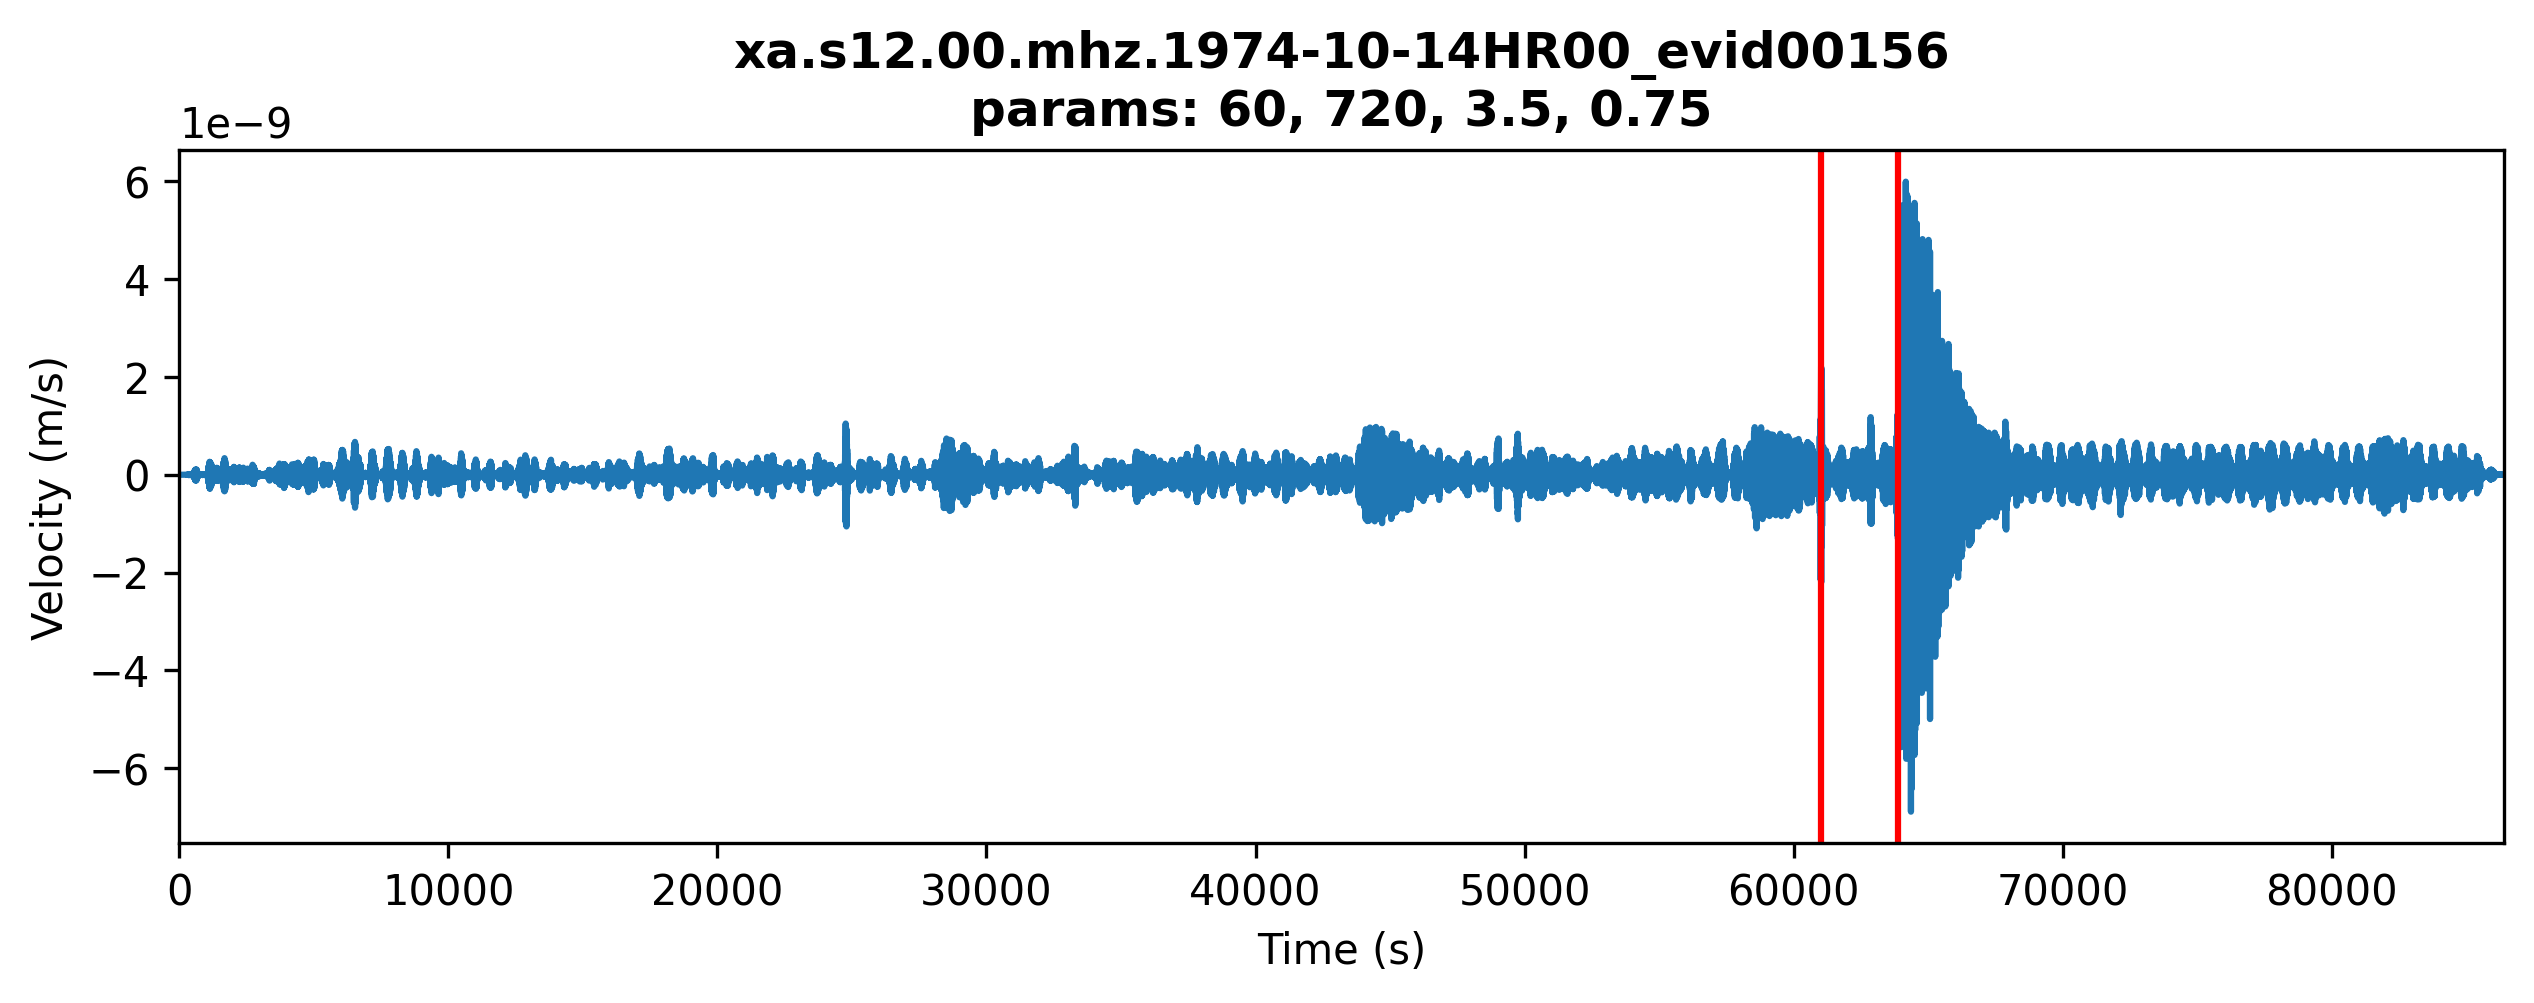 xa.s12.00.mhz.1974-10-14HR00_evid00156
params: 60, 720, 3.5, 0.75
1e−9
6
4
2
0
−2
−4
−6
Velocity (m/s)
0 10000 20000 30000 40000 50000 60000 70000 80000
Time (s)